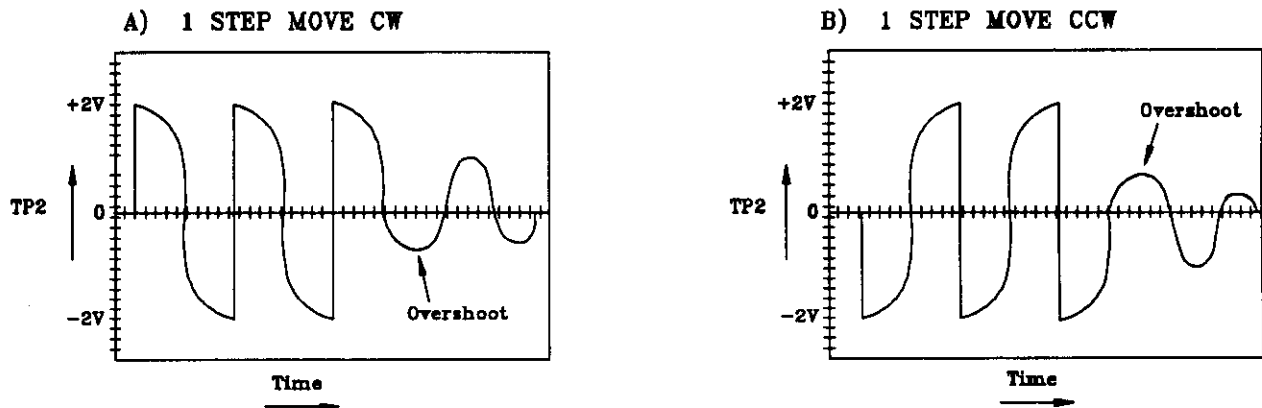 A) 1 STEP MOVE CW
+2V
TP2
0
-2V
Overshoot
Time
B) 1 STEP MOVE CCW
+2V
Overshoot
TP2
0
-2V
Time